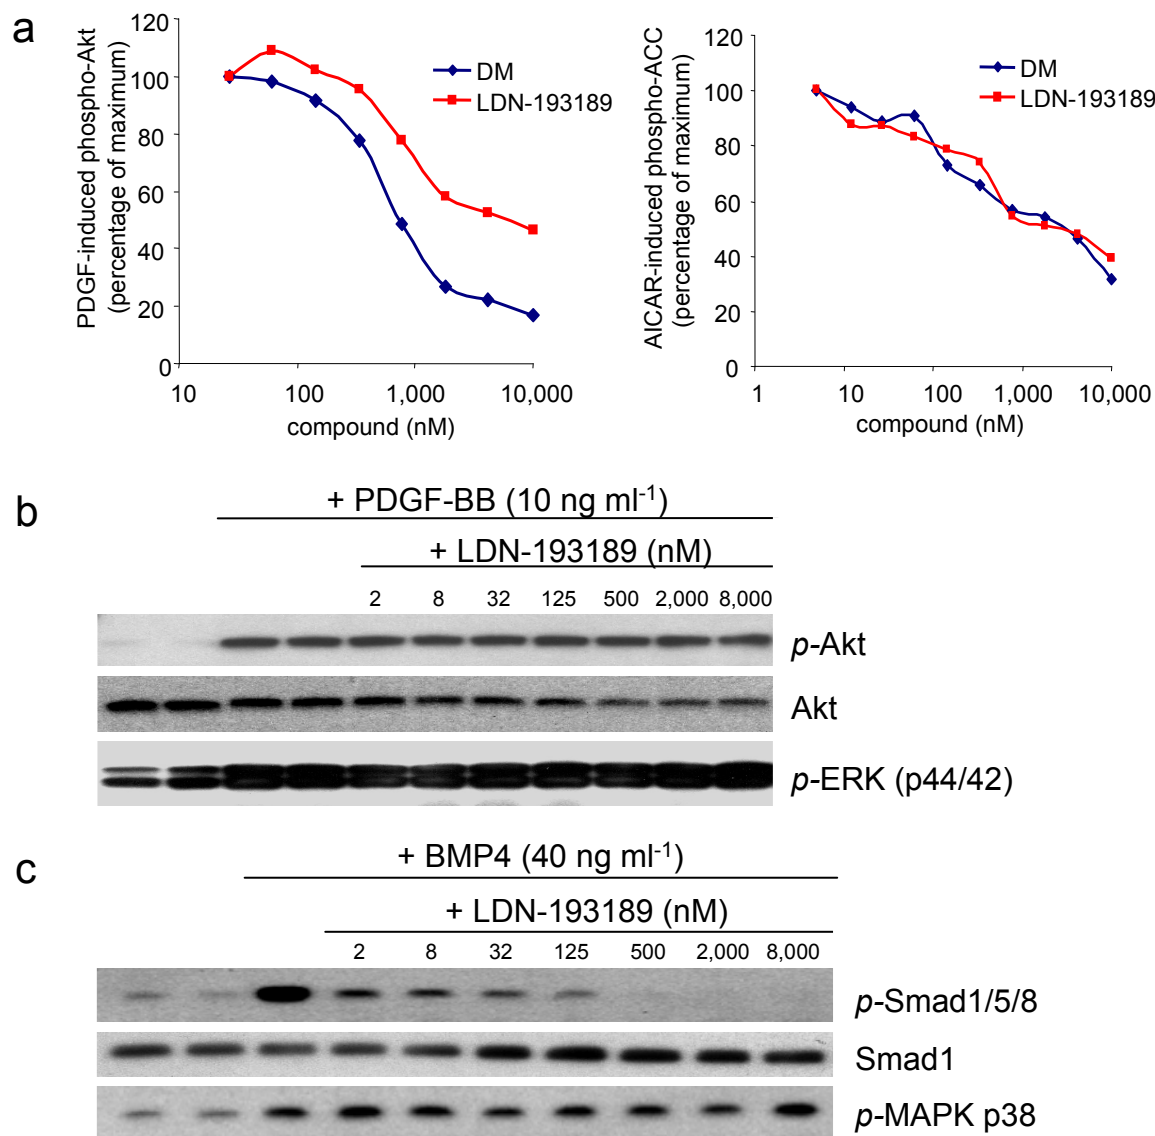 a
PDGF-induced phospho-Akt
(percentage of maximum)
120
100
80
60
40
20
0
10
100
1,000
10,000
compound (nM)
DM
LDN-193189
AICAR-induced phospho-ACC
(percentage of maximum)
120
100
80
60
40
20
0
1
10
100
1,000
10,000
compound (nM)
DM
LDN-193189
b
+ PDGF-BB (10 ng ml-1)
+ LDN-193189 (nM)
2 8 32 125 500 2,000 8,000
p-Akt
Akt
p-ERK (p44/42)
c
+ BMP4 (40 ng ml-1)
+ LDN-193189 (nM)
2 8 32 125 500 2,000 8,000
p-Smad1/5/8
Smad1
p-MAPK p38